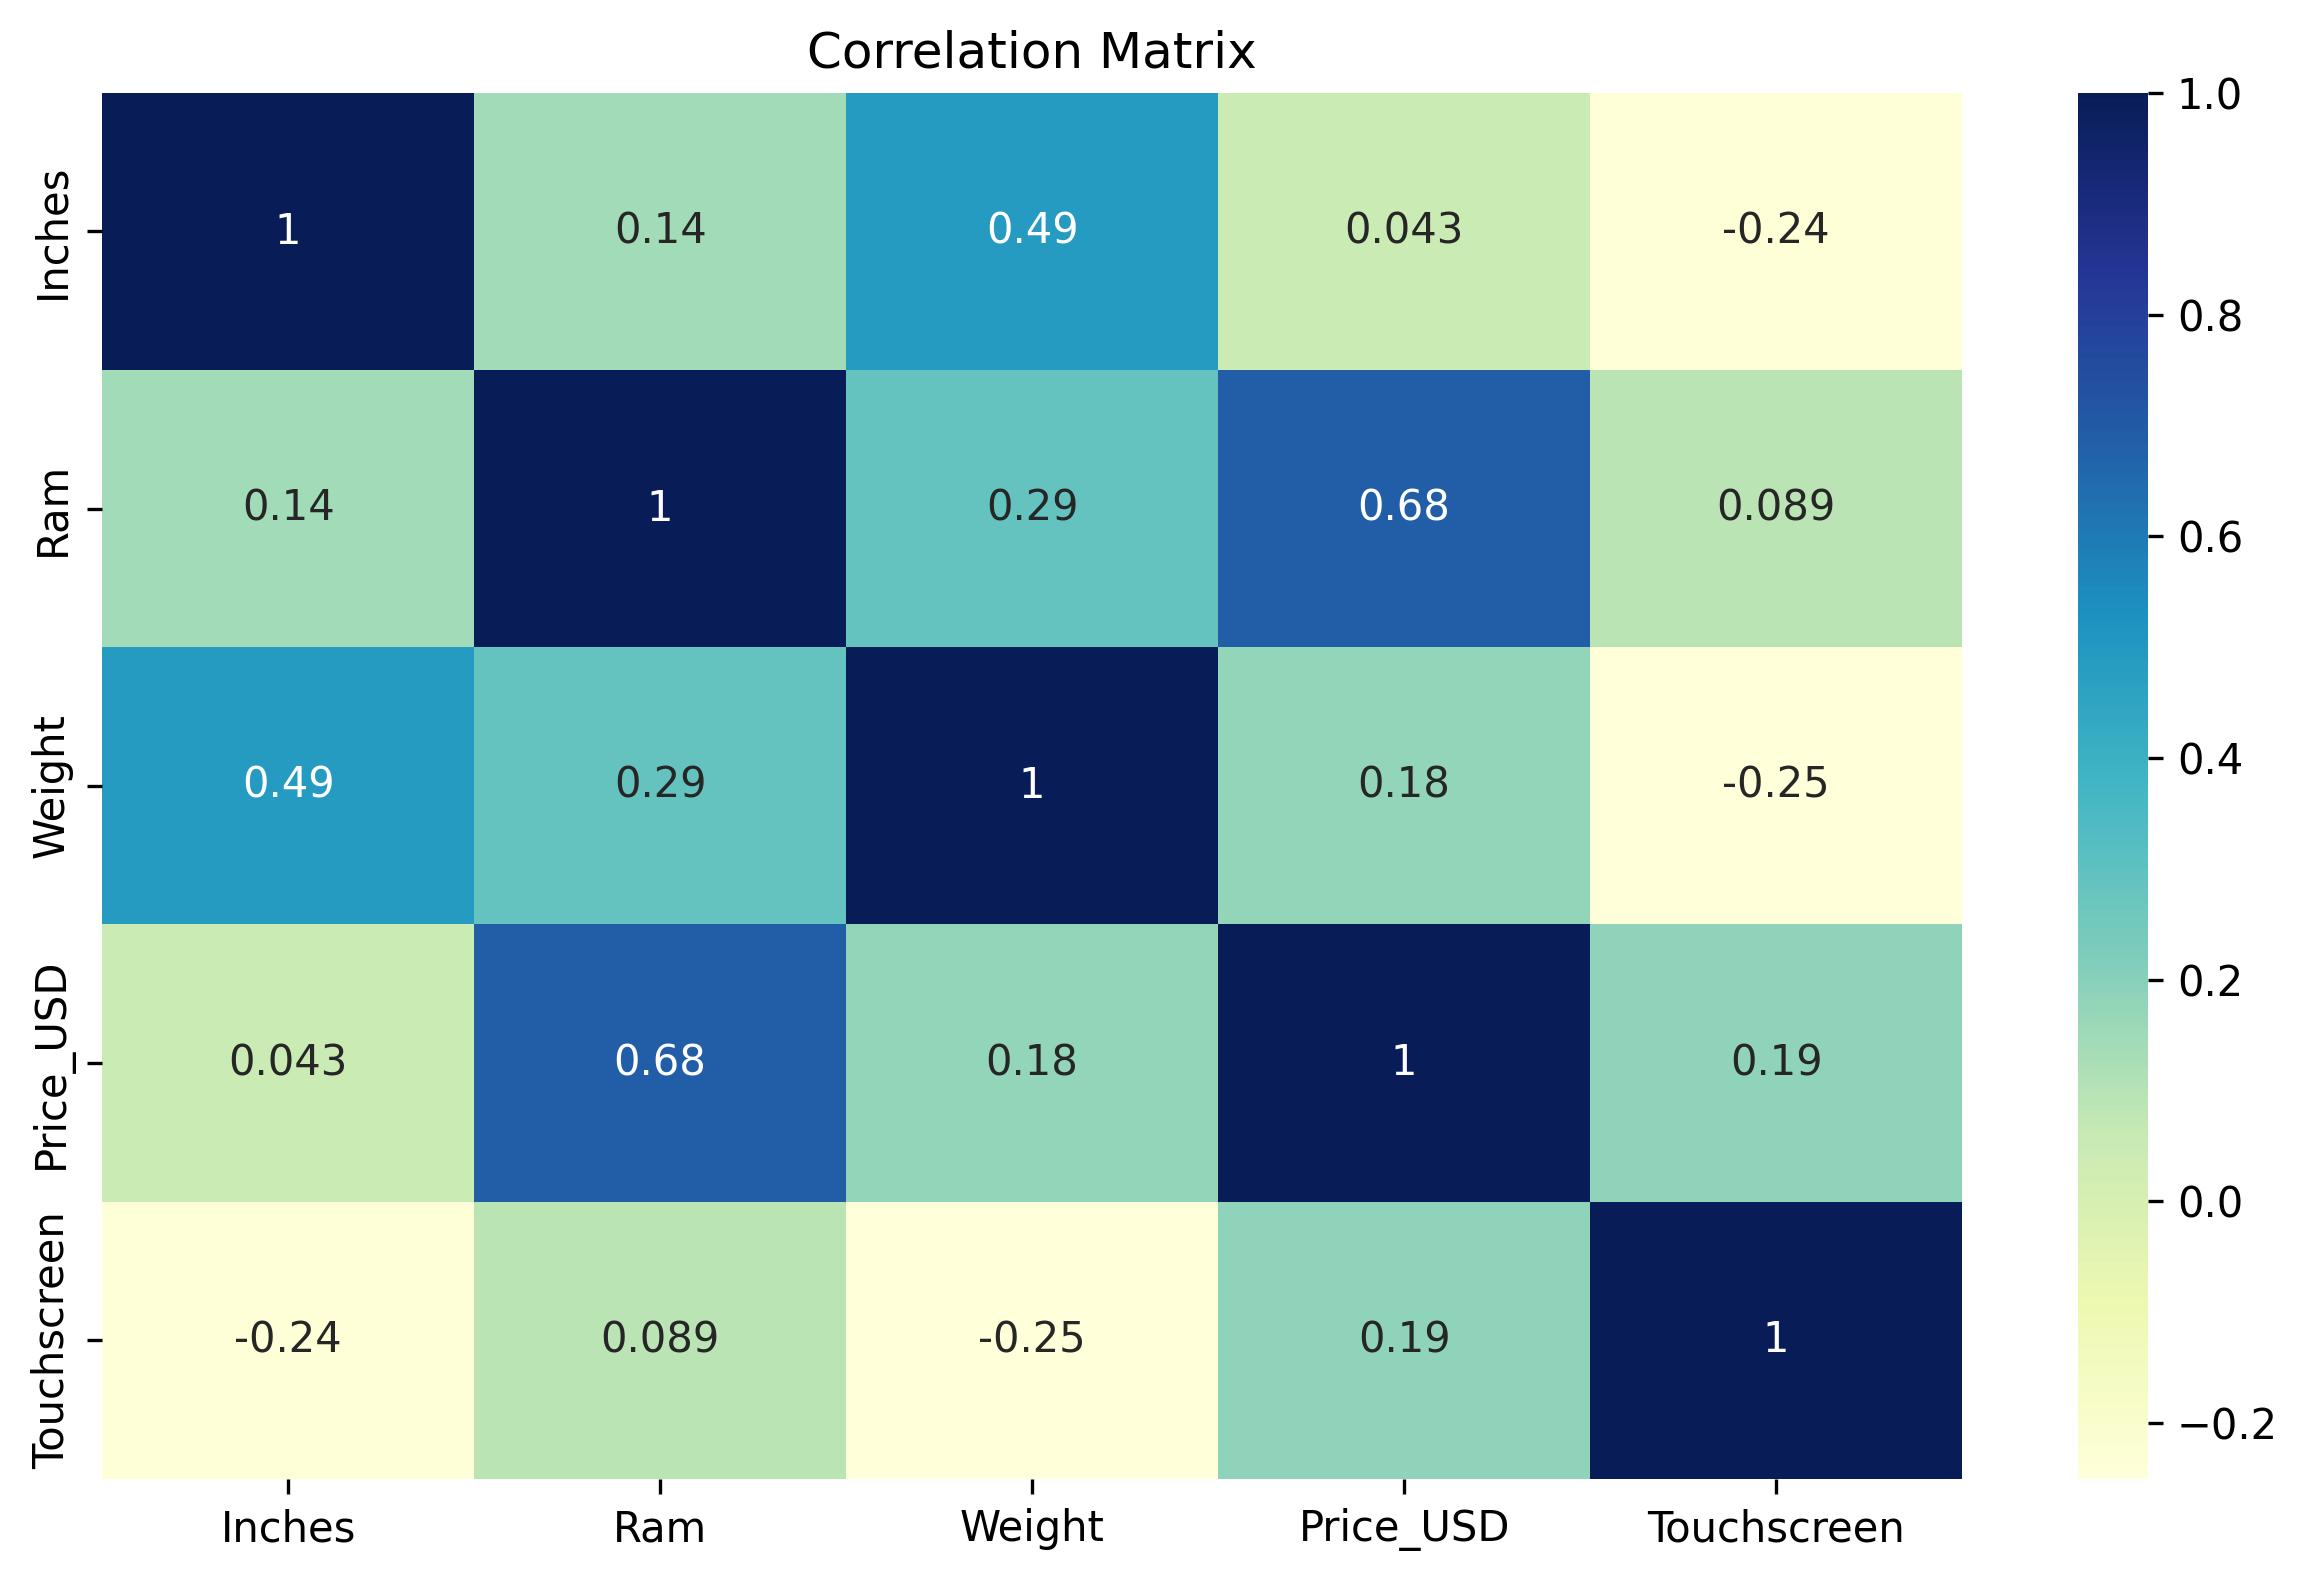 Correlation Matrix
Inches 1 0.14 0.49 0.043 -0.24
Ram 0.14 1 0.29 0.68 0.089
Weight 0.49 0.29 1 0.18 -0.25
Price_USD 0.043 0.68 0.18 1 0.19
Touchscreen -0.24 0.089 -0.25 0.19 1
Inches Ram Weight Price_USD Touchscreen
1.0
0.8
0.6
0.4
0.2
0.0
−0.2